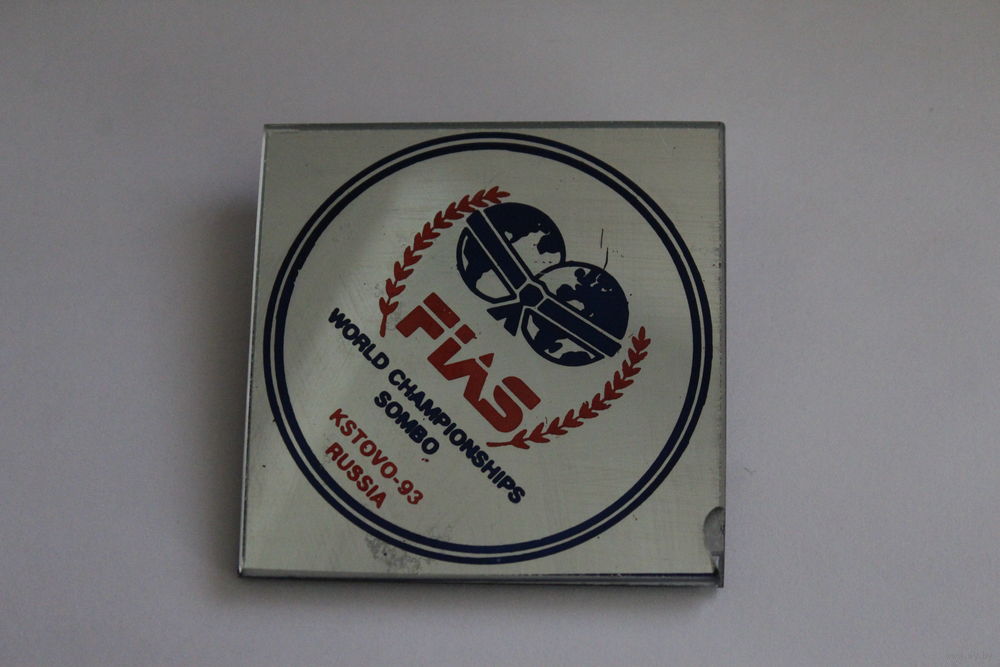 FIAS
WORLD CHAMPIONSHIPS
SOMBO
KSTOVO-93
RUSSIA